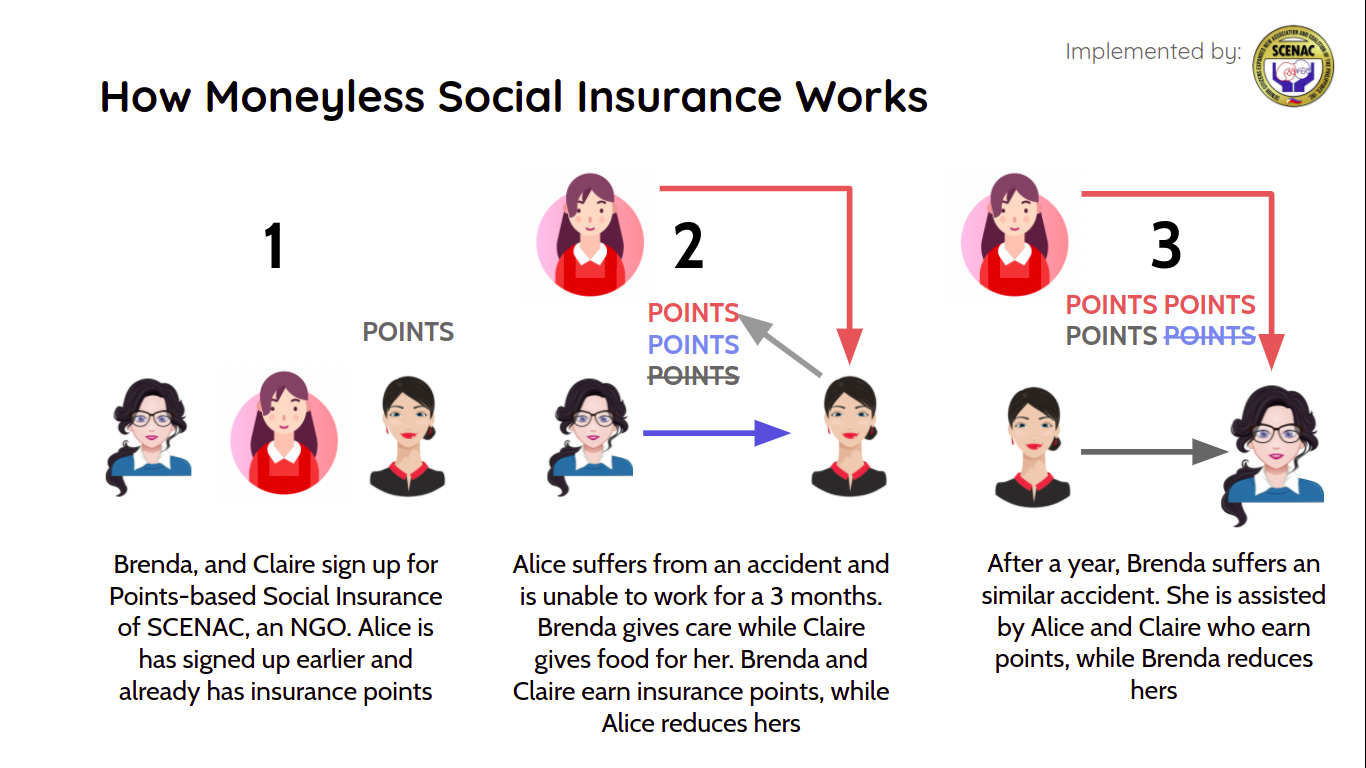 Implemented by:
SCENAC
How Moneyless Social Insurance Works
1
POINTS
Brenda, and Claire sign up for
Points-based Social Insurance
of SCENAC, an NGO. Alice is
has signed up earlier and
already has insurance points
2
POINTS
POINTS
POINTS
Alice suffers from an accident and
is unable to work for a 3 months.
Brenda gives care while Claire
gives food for her. Brenda and
Claire earn insurance points, while
Alice reduces hers
3
POINTS POINTS
POINTS POINTS
After a year, Brenda suffers an
similar accident. She is assisted
by Alice and Claire who earn
points, while Brenda reduces
hers